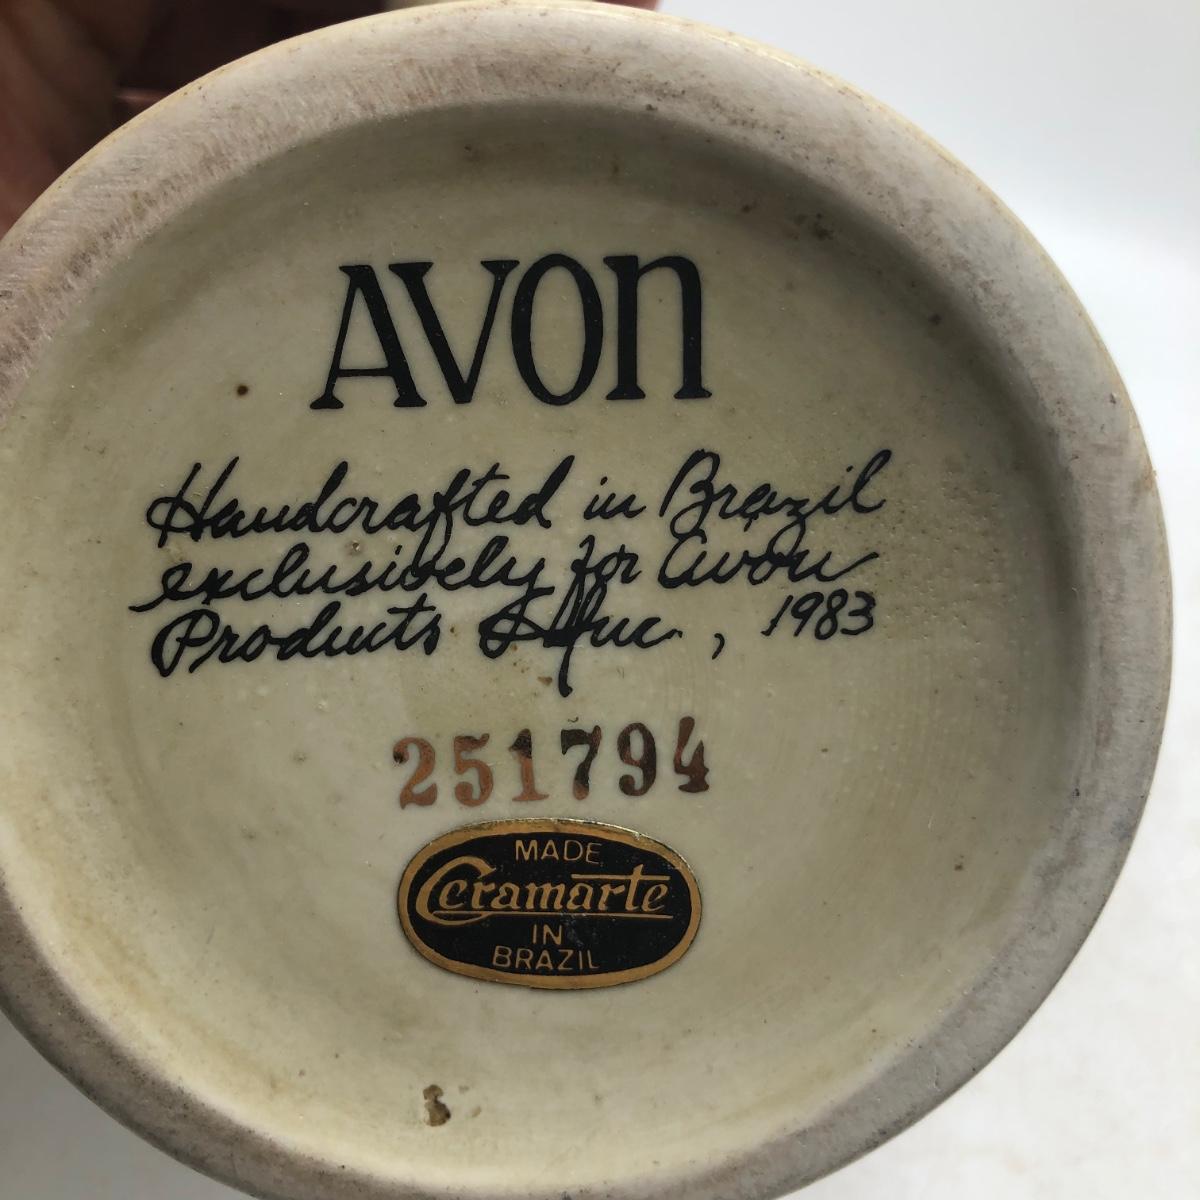 AVON
Handcrafted in Brazil
exclusively for Avon
Products Inc., 1983
251794
MADE
Ceramarte
IN
BRAZIL